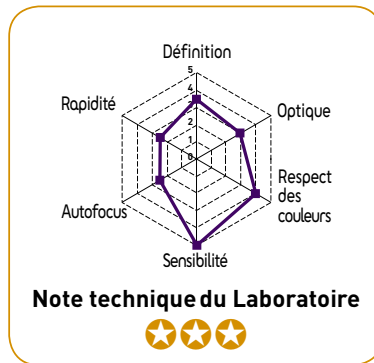 Définition
5
4
3
2
1
0
Rapidité
Optique
Respect
des
couleurs
Autofocus
Sensibilité
Note technique du Laboratoire